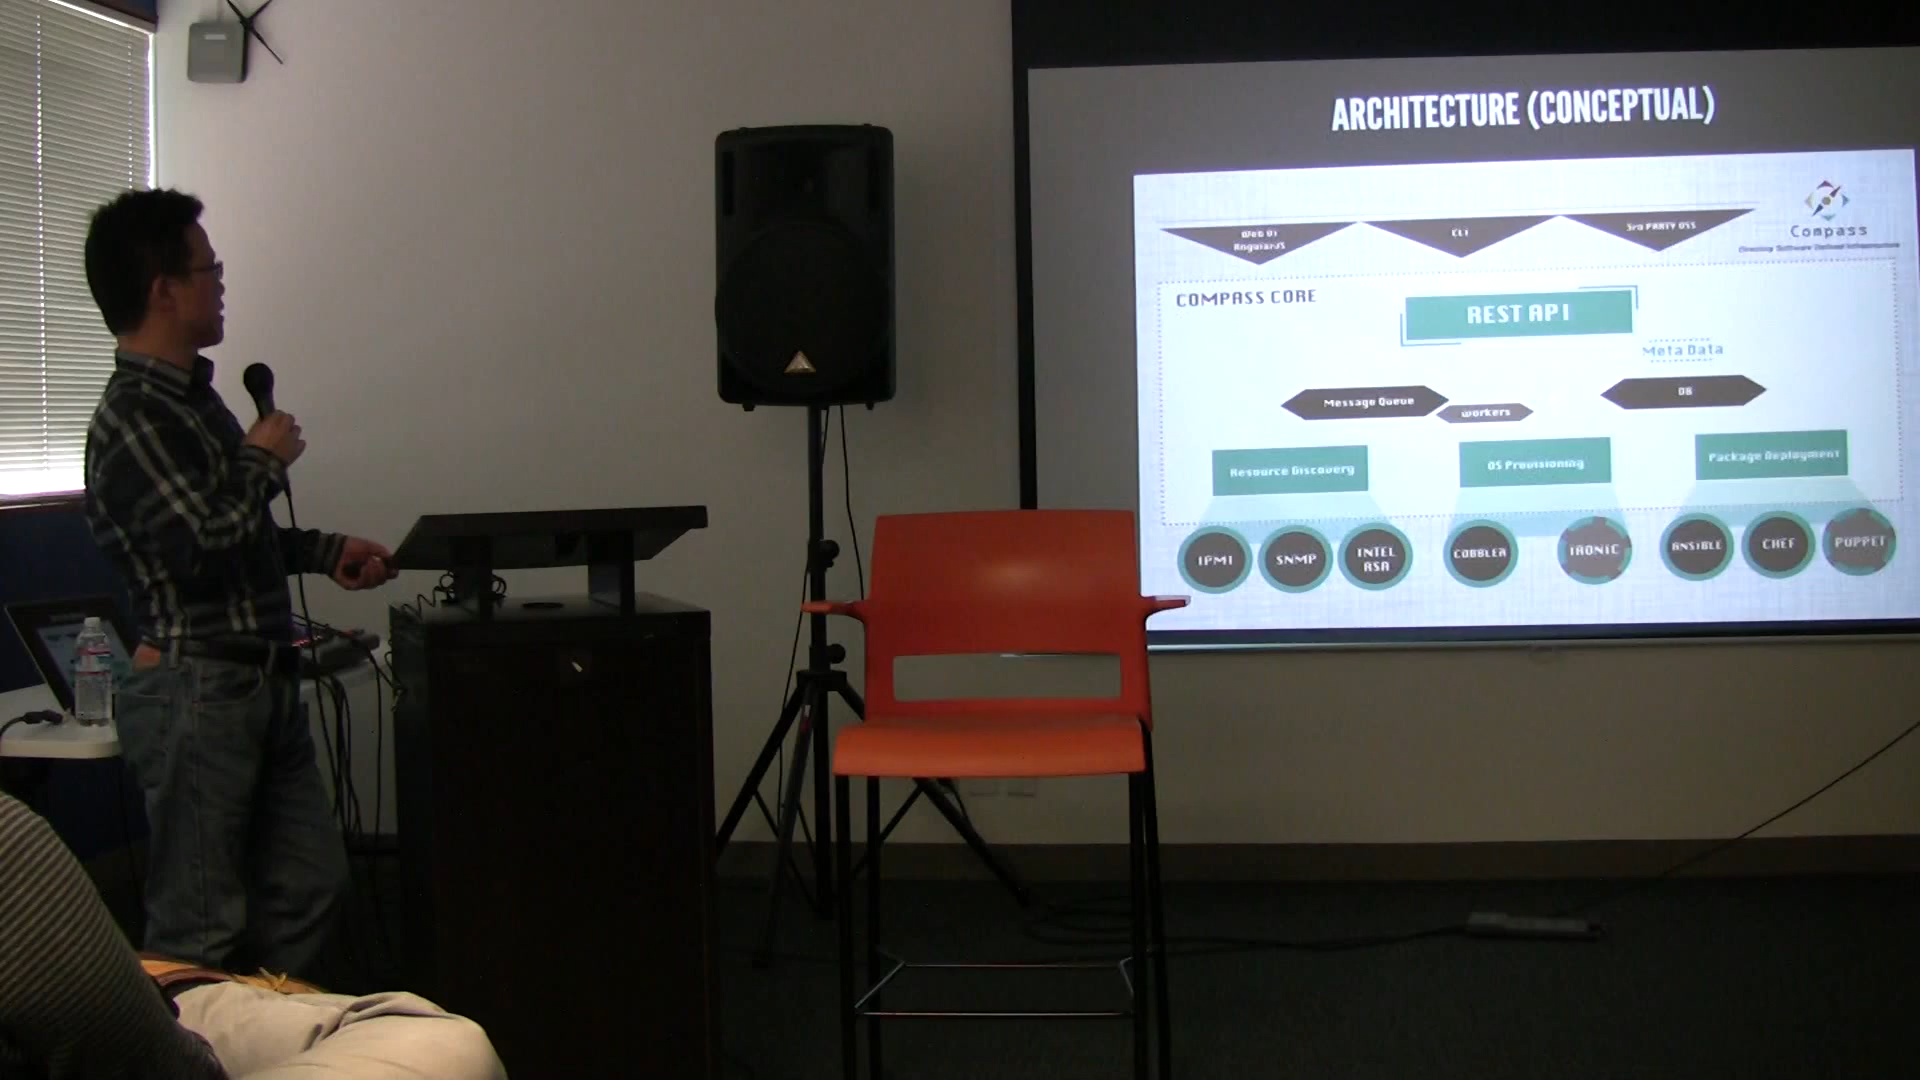 ARCHITECTURE (CONCEPTUAL)
Web UI
AngularJS
CLI
3rd PARTY OSS
Compass
COMPASS CORE
REST API
Meta Data
Message Queue
workers
DB
Resource Discovery
OS Provisioning
Package Deployment
IPMI
SNMP
INTEL
RSA
COBBLER
IRONIC
ANSIBLE
CHEF
PUPPET